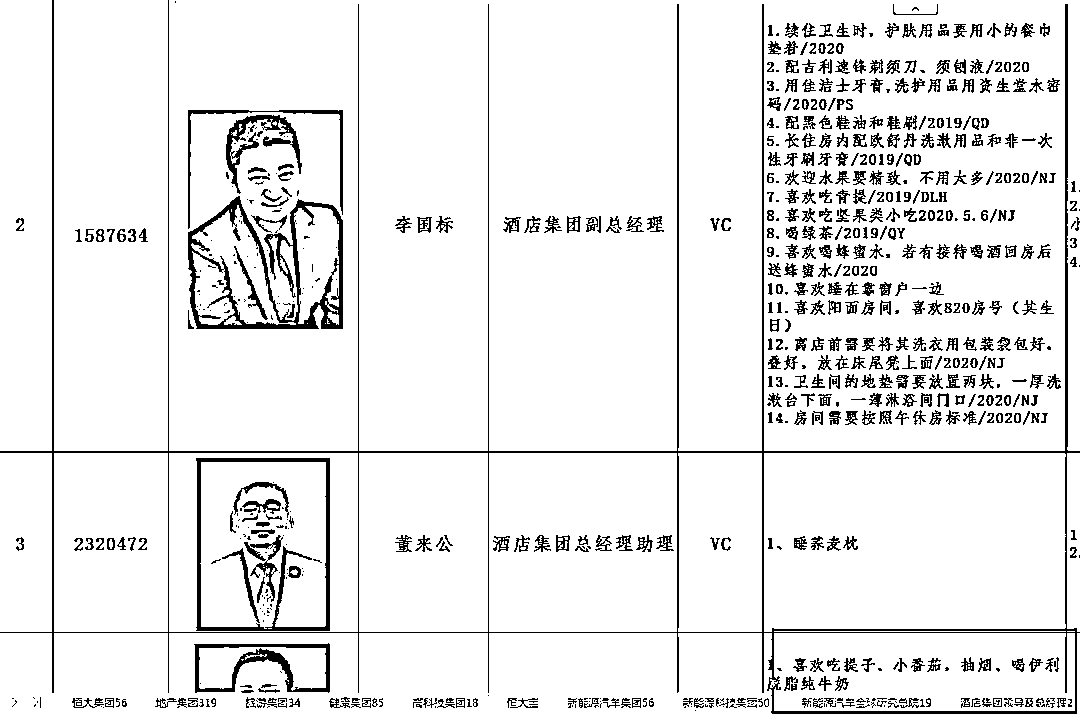 1.续住卫生时，护肤用品要用小的餐巾
垫着/2020
2.配吉利速锋剃须刀、须刨液/2020
3.用佳洁士牙膏,洗护用品用资生堂水密
码/2020/PS
4.配黑色鞋油和鞋刷/2019/QD
5.长住房内配欧舒丹洗漱用品和非一次
性牙刷牙膏/2019/QD
6.欢迎水果要精致，不用太多/2020/NJ
7.喜欢吃青提/2019/DLH
8.喜欢吃坚果类小吃2020.5.6/NJ
8.喝绿茶/2019/QY
9.喜欢喝蜂蜜水，若有接待喝酒回房后
送蜂蜜水/2020
10.喜欢睡在靠窗户一边
11.喜欢阳面房间，喜欢820房号（其生
日）
12.离店前需要将其洗衣用包装袋包好，
叠好，放在床尾凳上面/2020/NJ
13.卫生间的地垫需要放置两块，一厚洗
漱台下面，一薄淋浴间门口/2020/NJ
14.房间需要按照午休房标准/2020/NJ
2 1587634 李国标 酒店集团副总经理 VC
1.
2.
小
3
4.
3 2320472 董来公 酒店集团总经理助理 VC 1、睡荞麦枕
1
2.
1、喜欢吃提子、小番茄，抽烟、喝伊利
脱脂纯牛奶
恒大集团56 地产集团319 旅游集团34 健康集团85 高科技集团18 恒大宝 新能源汽车集团56 新能源科技集团50 新能源汽车全球研究总院19 酒店集团领导及总经理2